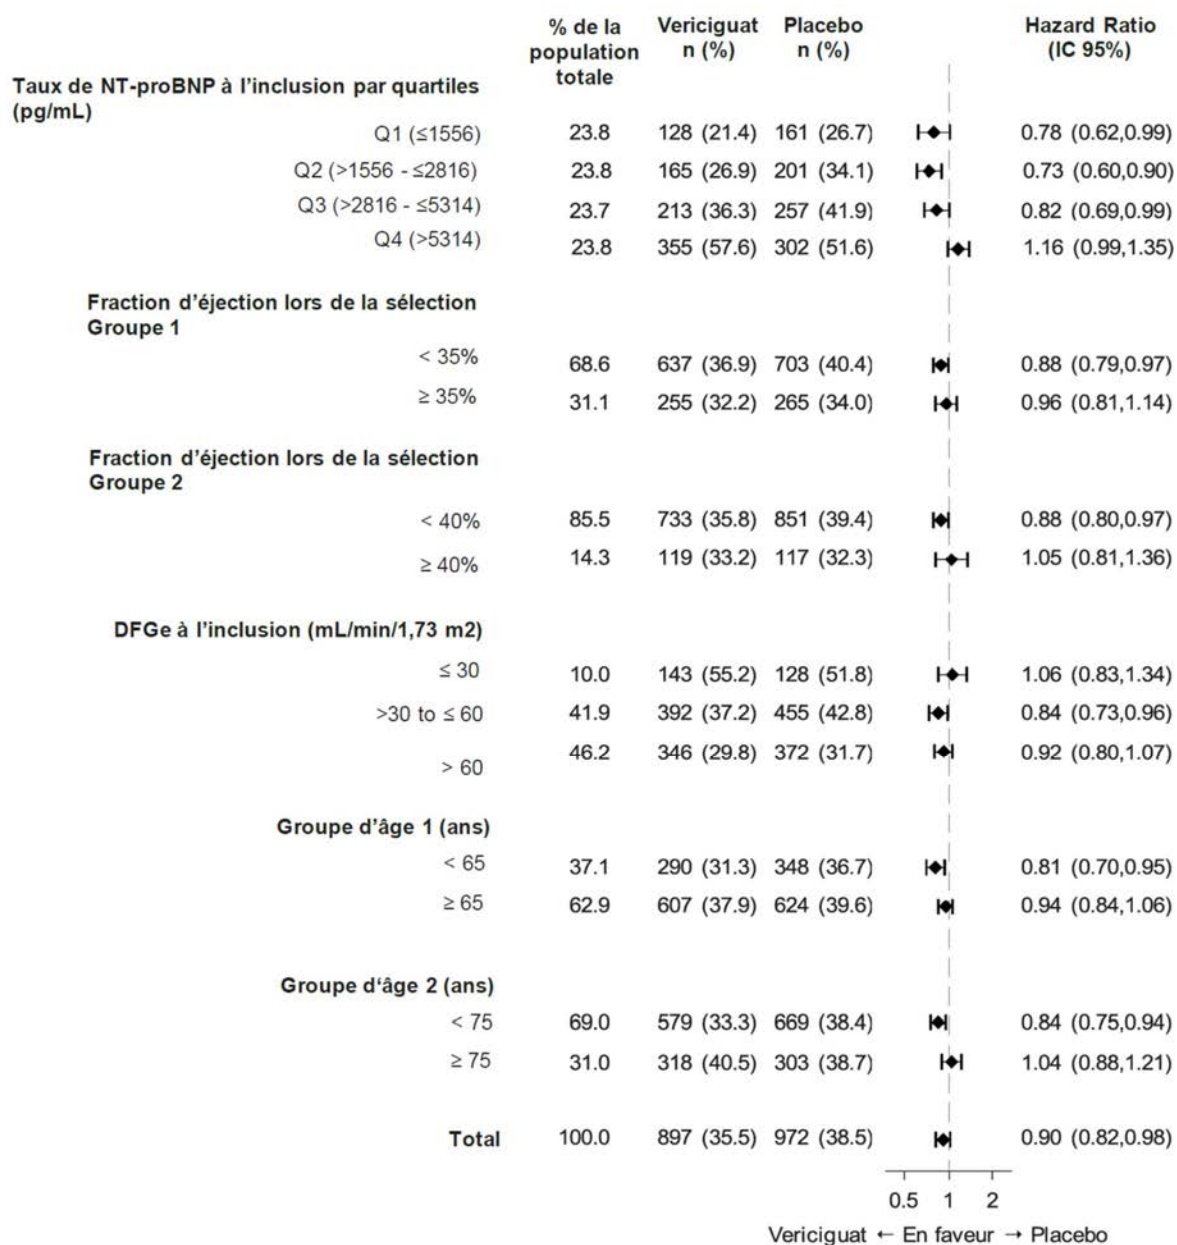 % de la population totale Vericiguat n (%) Placebo n (%) Hazard Ratio (IC 95%)
Taux de NT-proBNP à l'inclusion par quartiles
(pg/mL)
Q1 (≤1556) 23.8 128 (21.4) 161 (26.7) 0.78 (0.62,0.99)
Q2 (>1556 - ≤2816) 23.8 165 (26.9) 201 (34.1) 0.73 (0.60,0.90)
Q3 (>2816 - ≤5314) 23.7 213 (36.3) 257 (41.9) 0.82 (0.69,0.99)
Q4 (>5314) 23.8 355 (57.6) 302 (51.6) 1.16 (0.99,1.35)
Fraction d'éjection lors de la sélection
Groupe 1
< 35% 68.6 637 (36.9) 703 (40.4) 0.88 (0.79,0.97)
≥ 35% 31.1 255 (32.2) 265 (34.0) 0.96 (0.81,1.14)
Fraction d'éjection lors de la sélection
Groupe 2
< 40% 85.5 733 (35.8) 851 (39.4) 0.88 (0.80,0.97)
≥ 40% 14.3 119 (33.2) 117 (32.3) 1.05 (0.81,1.36)
DFGe à l'inclusion (mL/min/1,73 m2)
≤ 30 10.0 143 (55.2) 128 (51.8) 1.06 (0.83,1.34)
>30 to ≤ 60 41.9 392 (37.2) 455 (42.8) 0.84 (0.73,0.96)
> 60 46.2 346 (29.8) 372 (31.7) 0.92 (0.80,1.07)
Groupe d'âge 1 (ans)
< 65 37.1 290 (31.3) 348 (36.7) 0.81 (0.70,0.95)
≥ 65 62.9 607 (37.9) 624 (39.6) 0.94 (0.84,1.06)
Groupe d'âge 2 (ans)
< 75 69.0 579 (33.3) 669 (38.4) 0.84 (0.75,0.94)
≥ 75 31.0 318 (40.5) 303 (38.7) 1.04 (0.88,1.21)
Total 100.0 897 (35.5) 972 (38.5) 0.90 (0.82,0.98)
0.5 1 2
Vericiguat ← En faveur → Placebo